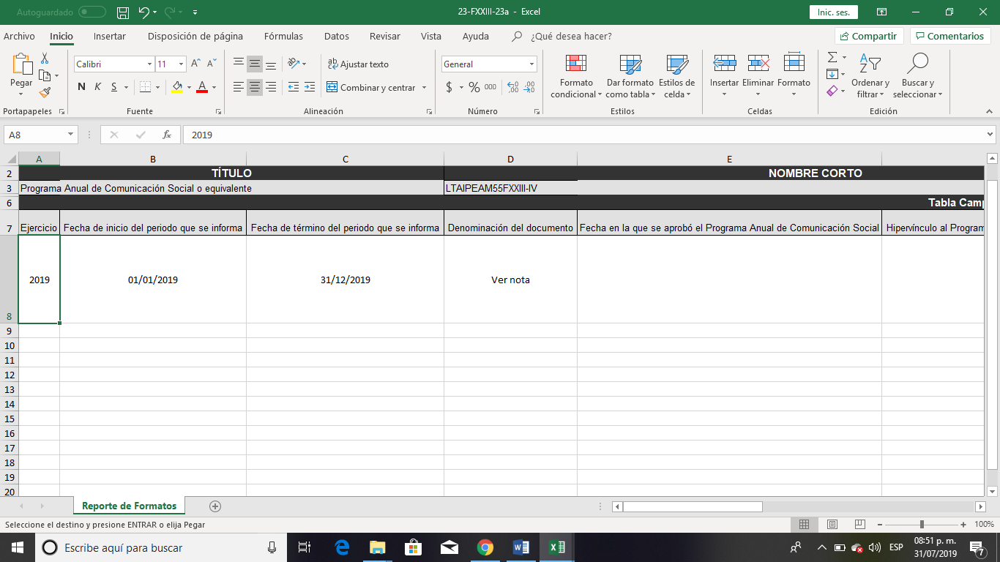 Autoguardado
23-FXXIII-23a - Excel
Inic. ses.
Archivo Inicio Insertar Disposición de página Fórmulas Datos Revisar Vista Ayuda ¿Qué desea hacer? Compartir Comentarios
Pegar
Portapapeles
Calibri 11
N K S A
Fuente
Ajustar texto
Combinar y centrar
Alineación
General
$ % 000
Número
Formato condicional
Dar formato como tabla
Estilos de celda
Estilos
Insertar Eliminar Formato
Celdas
Ordenar y filtrar
Buscar y seleccionar
Edición
A8 fx 2019
A B C D E
2 TÍTULO NOMBRE CORTO
3 Programa Anual de Comunicación Social o equivalente LTAIPEAM55FXXIII-IV
6 Tabla Camp
7 Ejercicio Fecha de inicio del periodo que se informa Fecha de término del periodo que se informa Denominación del documento Fecha en la que se aprobó el Programa Anual de Comunicación Social Hipervínculo al Program
8 2019 01/01/2019 31/12/2019 Ver nota
9
10
11
12
13
14
15
16
17
18
19
20
Reporte de Formatos
Seleccione el destino y presione ENTRAR o elija Pegar 100%
Escribe aquí para buscar
ESP
08:51 p. m.
31/07/2019
7